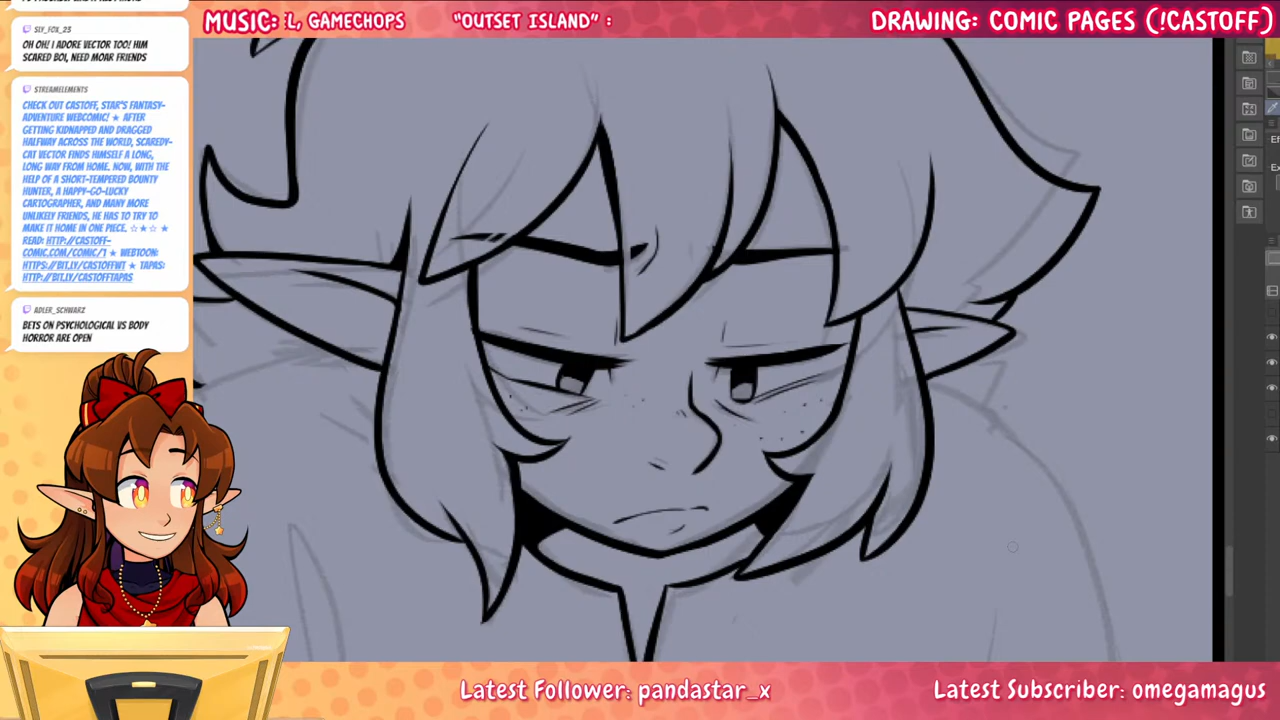 MUSIC: L, GAMECHOPS "OUTSET ISLAND" :
DRAWING: COMIC PAGES (!CASTOFF)
SLY_FOX_23
OH OH! I ADORE VECTOR TOO! HIM
SCARED BOI, NEED MOAR FRIENDS
STREAMELEMENTS
CHECK OUT CASTOFF, STAR'S FANTASY-
ADVENTURE WEBCOMIC! ★ AFTER
GETTING KIDNAPPED AND DRAGGED
HALFWAY ACROSS THE WORLD, SCAREDY-
CAT VECTOR FINDS HIMSELF A LONG,
LONG WAY FROM HOME. NOW, WITH THE
HELP OF A SHORT-TEMPERED BOUNTY
HUNTER, A HAPPY-GO-LUCKY
CARTOGRAPHER, AND MANY MORE
UNLIKELY FRIENDS, HE HAS TO TRY TO
MAKE IT HOME IN ONE PIECE. ☆★☆ ★
READ: HTTP://CASTOFF-
COMIC.COM/COMIC/1 ★ WEBTOON:
HTTPS://BIT.LY/CASTOFFWT ★ TAPAS:
HTTP://BIT.LY/CASTOFFTAPAS
ADLER_SCHWARZ
BETS ON PSYCHOLOGICAL VS BODY
HORROR ARE OPEN
Latest Follower: pandastar_x
Latest Subscriber: omegamagus